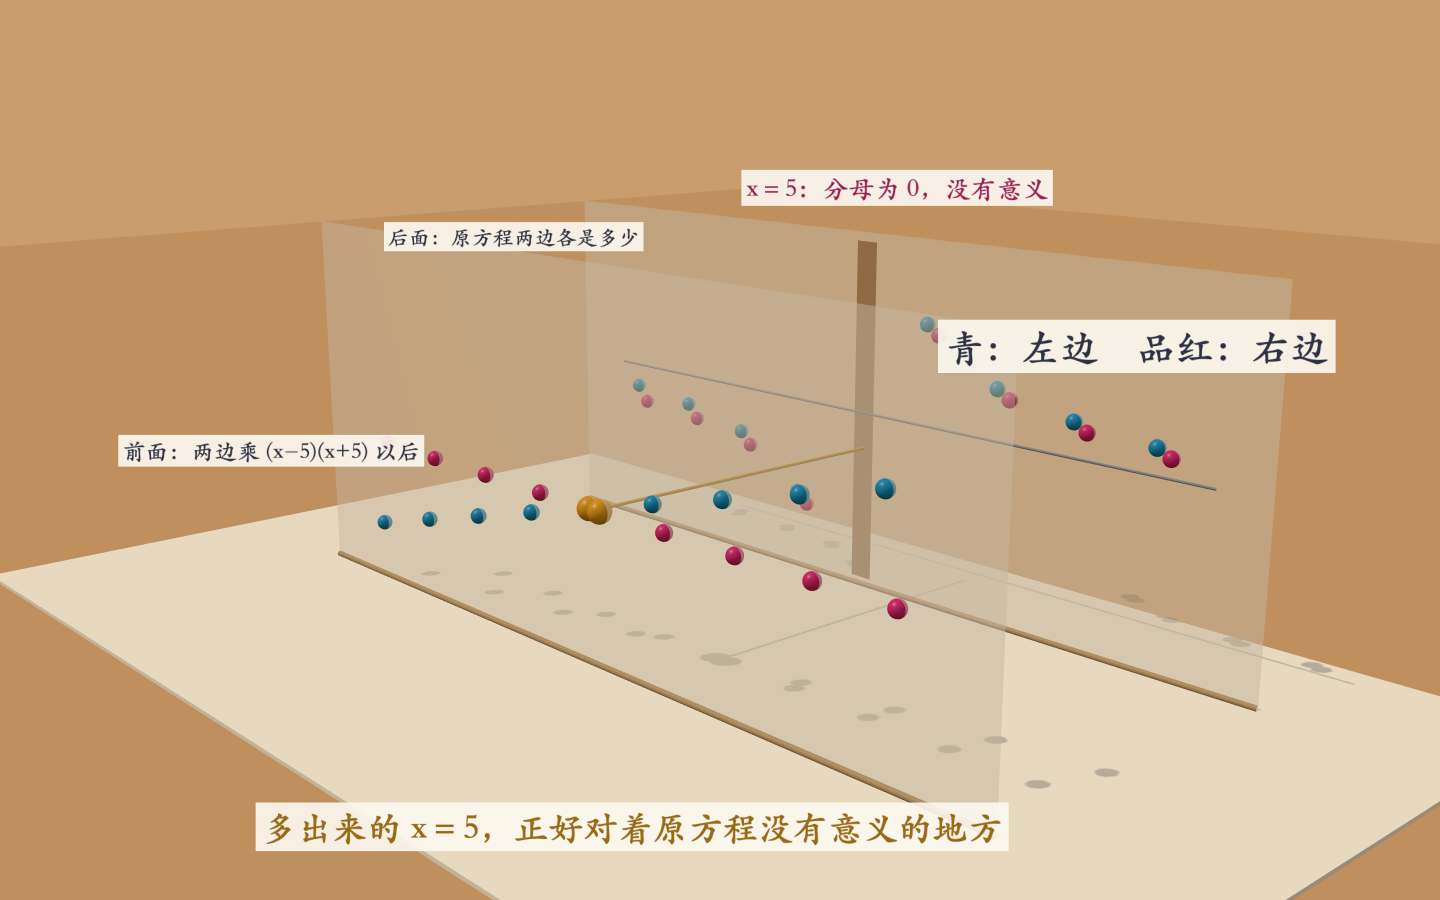 x = 5：分母为 0，没有意义
后面：原方程两边各是多少
青：左边　品红：右边
前面：两边乘 (x−5)(x+5) 以后
多出来的 x = 5，正好对着原方程没有意义的地方